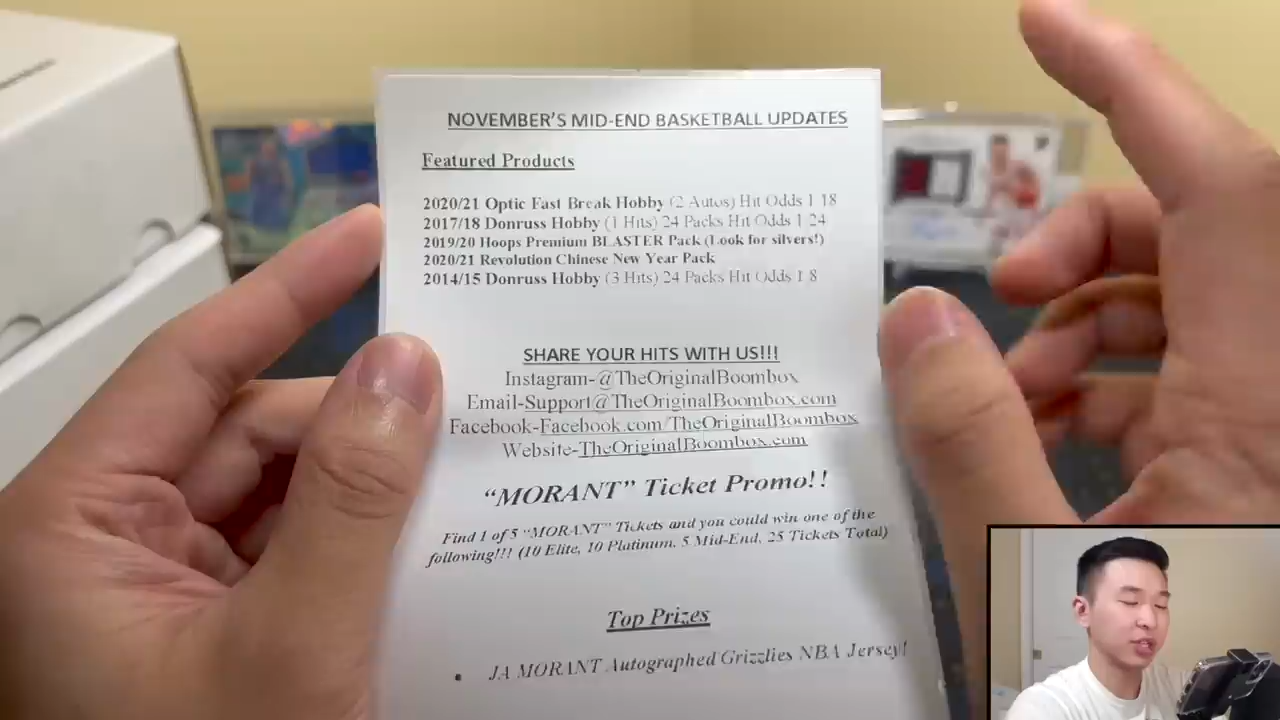 NOVEMBER'S MID-END BASKETBALL UPDATES
Featured Products
2020/21 Optic Fast Break Hobby (2 Autos) Hit Odds 1 18
2017/18 Donruss Hobby (1 Hits) 24 Packs Hit Odds 1 24
2019/20 Hoops Premium BLASTER Pack (Look for silvers!)
2020/21 Revolution Chinese New Year Pack
2014/15 Donruss Hobby (3 Hits) 24 Packs Hit Odds 1 8
SHARE YOUR HITS WITH US!!!
Instagram-@TheOriginalBoombox
Email-Support@TheOriginalBoombox.com
Facebook-Facebook.com/TheOriginalBoombox
Website-TheOriginalBoombox.com
“MORANT” Ticket Promo!!
Find 1 of 5 “MORANT” Tickets and you could win one of the
following!!! (10 Elite, 10 Platinum, 5 Mid-End, 25 Tickets Total)
Top Prizes
• JA MORANT Autographed Grizzlies NBA Jersey!